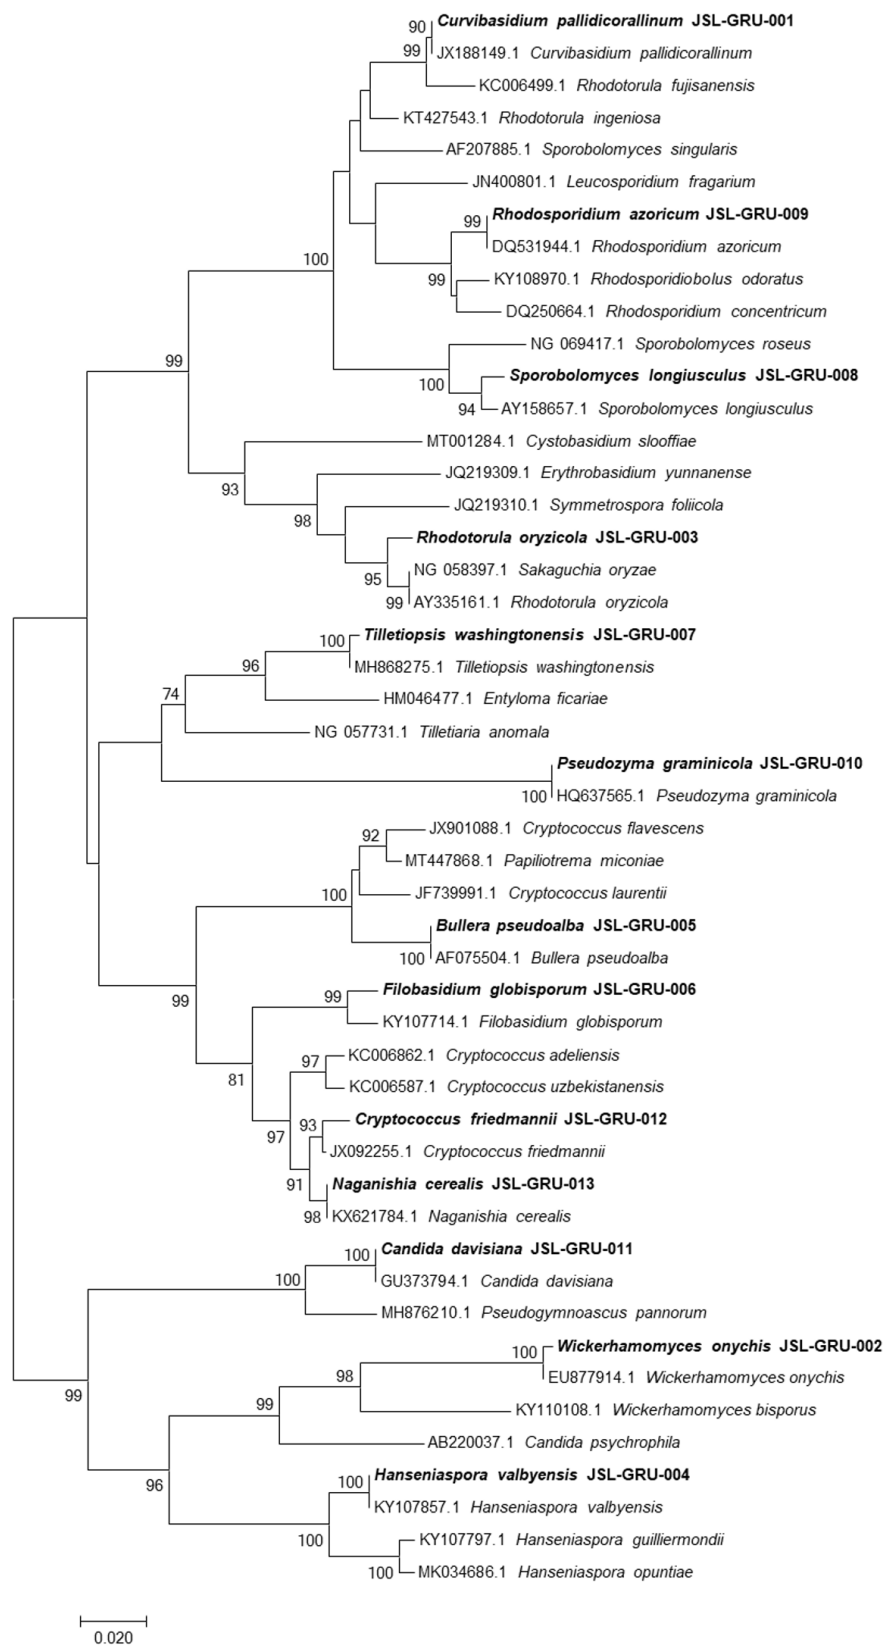 90
Curvibasidium pallidicorallinum JSL-GRU-001
99
JX188149.1 Curvibasidium pallidicorallinum
KC006499.1 Rhodotorula fujisanensis
KT427543.1 Rhodotorula ingeniosa
AF207885.1 Sporobolomyces singularis
JN400801.1 Leucosporidium fragarium
99
Rhodosporidium azoricum JSL-GRU-009
DQ531944.1 Rhodosporidium azoricum
100
99
KY108970.1 Rhodosporidiobolus odoratus
DQ250664.1 Rhodosporidium concentricum
NG 069417.1 Sporobolomyces roseus
99
100
Sporobolomyces longiusculus JSL-GRU-008
94
AY158657.1 Sporobolomyces longiusculus
MT001284.1 Cystobasidium slooffiae
93
JQ219309.1 Erythrobasidium yunnanense
98
JQ219310.1 Symmetrospora foliicola
Rhodotorula oryzicola JSL-GRU-003
95
NG 058397.1 Sakaguchia oryzae
99
AY335161.1 Rhodotorula oryzicola
100
Tilletiopsis washingtonensis JSL-GRU-007
96
MH868275.1 Tilletiopsis washingtonensis
74
HM046477.1 Entyloma ficariae
NG 057731.1 Tilletiaria anomala
Pseudozyma graminicola JSL-GRU-010
100
HQ637565.1 Pseudozyma graminicola
92
JX901088.1 Cryptococcus flavescens
MT447868.1 Papiliotrema miconiae
100
JF739991.1 Cryptococcus laurentii
Bullera pseudoalba JSL-GRU-005
100
AF075504.1 Bullera pseudoalba
99
99
Filobasidium globisporum JSL-GRU-006
KY107714.1 Filobasidium globisporum
81
97
KC006862.1 Cryptococcus adeliensis
KC006587.1 Cryptococcus uzbekistanensis
97
93
Cryptococcus friedmannii JSL-GRU-012
JX092255.1 Cryptococcus friedmannii
91
Naganishia cerealis JSL-GRU-013
98
KX621784.1 Naganishia cerealis
100
Candida davisiana JSL-GRU-011
100
GU373794.1 Candida davisiana
MH876210.1 Pseudogymnoascus pannorum
100
Wickerhamomyces onychis JSL-GRU-002
98
EU877914.1 Wickerhamomyces onychis
99
99
KY110108.1 Wickerhamomyces bisporus
AB220037.1 Candida psychrophila
96
100
Hanseniaspora valbyensis JSL-GRU-004
KY107857.1 Hanseniaspora valbyensis
100
KY107797.1 Hanseniaspora guilliermondii
100
MK034686.1 Hanseniaspora opuntiae
0.020